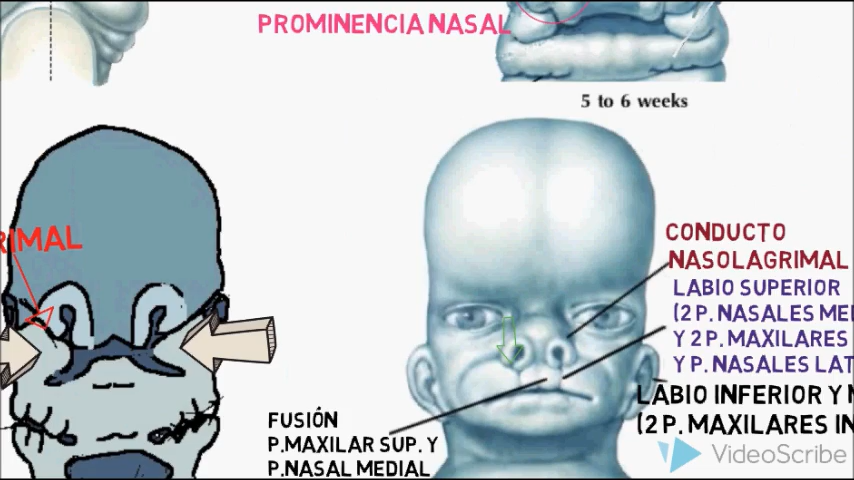 PROMINENCIA NASAL
5 to 6 weeks
RIMAL
CONDUCTO
NASOLAGRIMAL
LABIO SUPERIOR
(2 P. NASALES ME
Y 2 P. MAXILARES
Y P. NASALES LAT
LABIO INFERIOR Y
(2 P. MAXILARES IN
FUSIÓN
P.MAXILAR SUP. Y
P.NASAL MEDIAL
VideoScribe